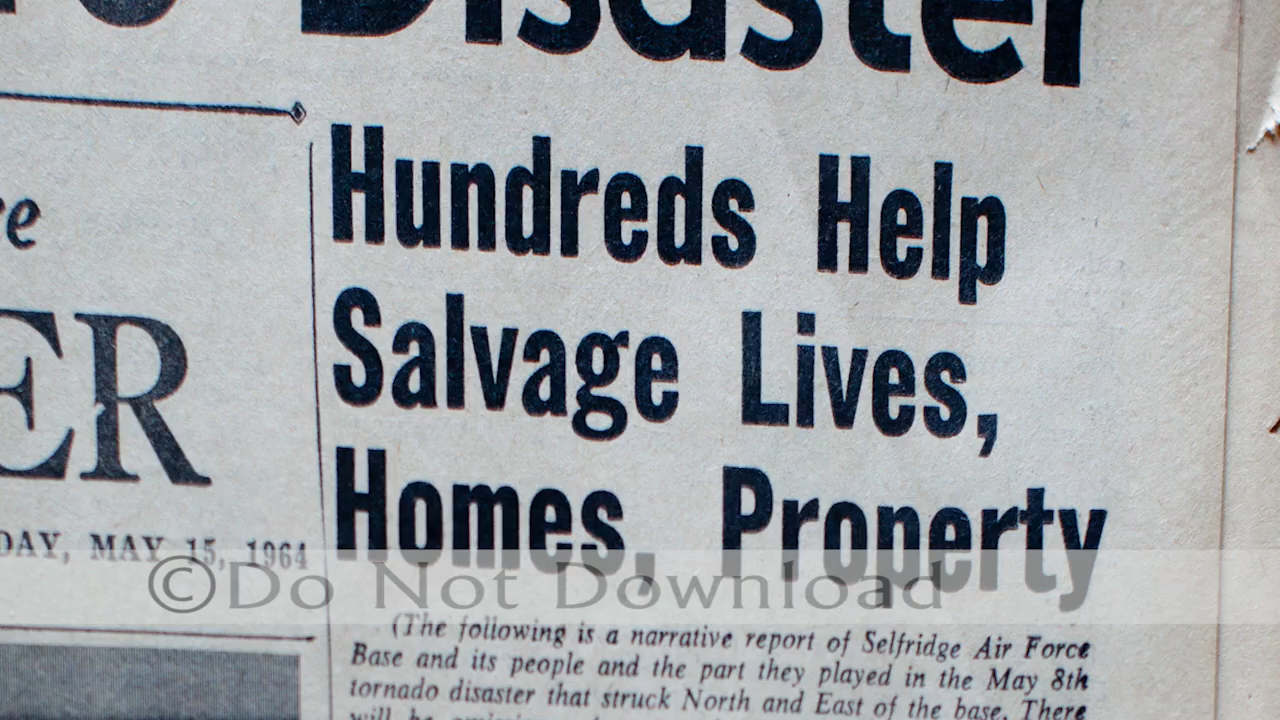 Disaster
Hundreds Help
Salvage Lives,
Homes, Property
ER
DAY, MAY 15, 1964
©Do Not Download
(The following is a narrative report of Selfridge Air Force
Base and its people and the part they played in the May 8th
tornado disaster that struck North and East of the base. There
will be